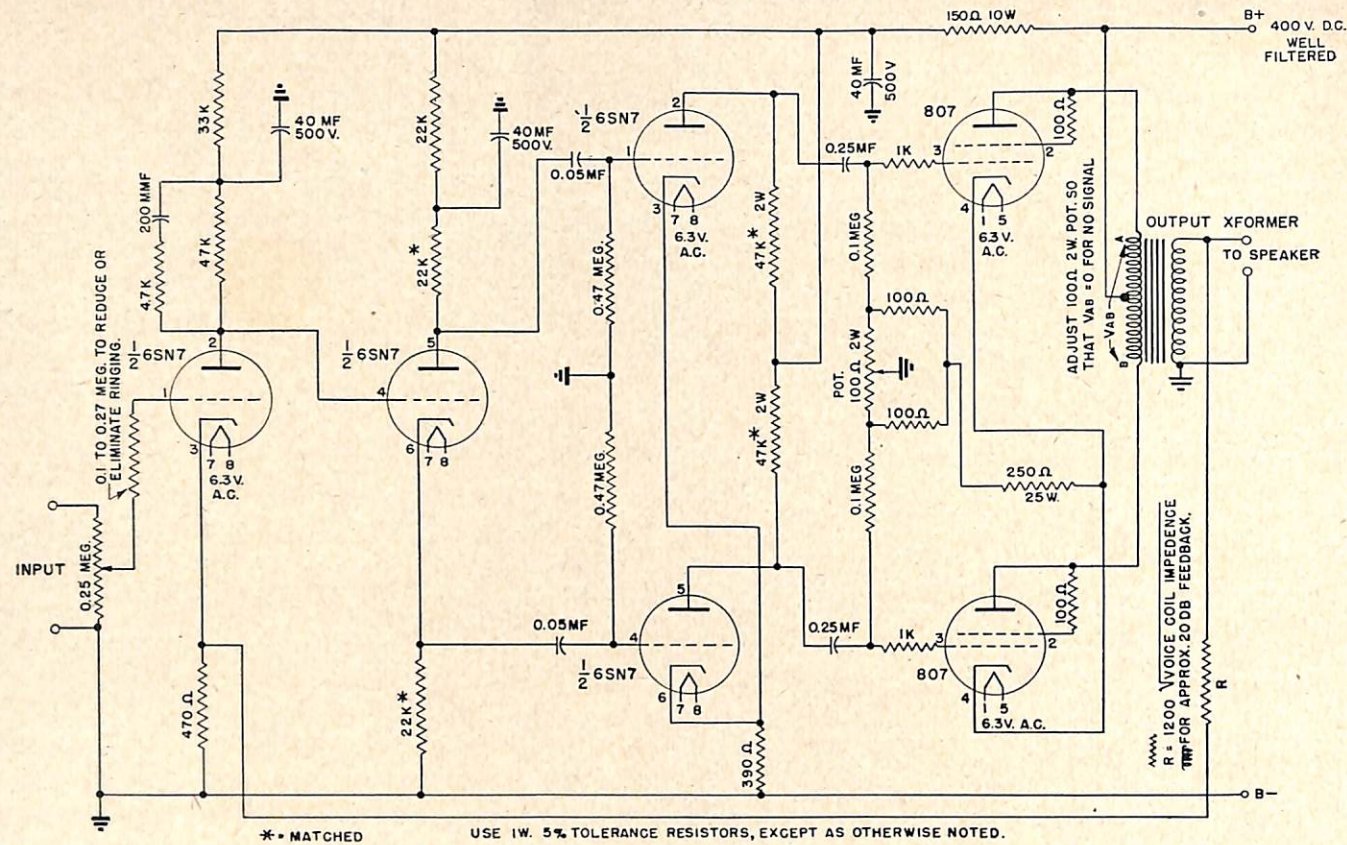 150Ω 10W
B+
400 V. D.C.
WELL
FILTERED
33K
40 MF
500V.
22K
40MF
500V.
½ 6SN7
2
1
3
7 8
6.3V.
A.C.
0.05MF
40MF
500V
807
100Ω
0.25MF
1K
3
2
4
1 5
6.3V.
A.C.
200 MMF
47K
4.7K
22K*
0.47 MEG.
47K* 2W
0.1 MEG
100Ω
POT.
100Ω 2W
100Ω
ADJUST 100Ω 2W. POT. SO
THAT VAB = 0 FOR NO SIGNAL
OUTPUT XFORMER
TO SPEAKER
A
VAB
B
0.1 TO 0.27 MEG. TO REDUCE OR
ELIMINATE RINGING.
½ 6SN7
2
1
3
7 8
6.3V.
A.C.
½ 6SN7
5
4
6
7 8
INPUT
0.25 MEG.
0.47 MEG.
47K* 2W
0.1 MEG
250Ω
25W.
470Ω
22K*
0.05MF
½ 6SN7
5
4
6
7 8
390Ω
0.25MF
1K
3
2
100Ω
807
4
1 5
6.3V. A.C.
R
R = 1200 √VOICE COIL IMPEDENCE
FOR APPROX. 20 DB FEEDBACK.
B-
* = MATCHED
USE 1W. 5% TOLERANCE RESISTORS, EXCEPT AS OTHERWISE NOTED.